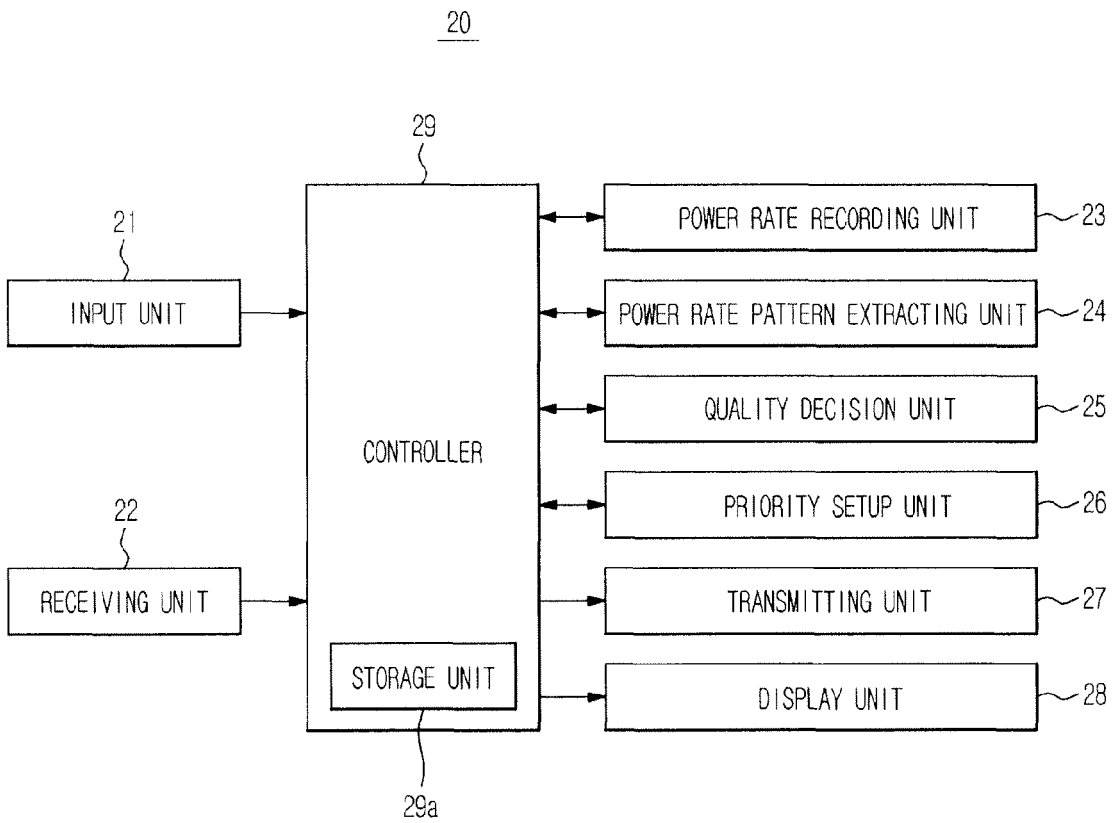 20
29
21
INPUT UNIT
22
RECEIVING UNIT
CONTROLLER
STORAGE UNIT
29a
POWER RATE RECORDING UNIT
23
POWER RATE PATTERN EXTRACTING UNIT
24
QUALITY DECISION UNIT
25
PRIORITY SETUP UNIT
26
TRANSMITTING UNIT
27
DISPLAY UNIT
28